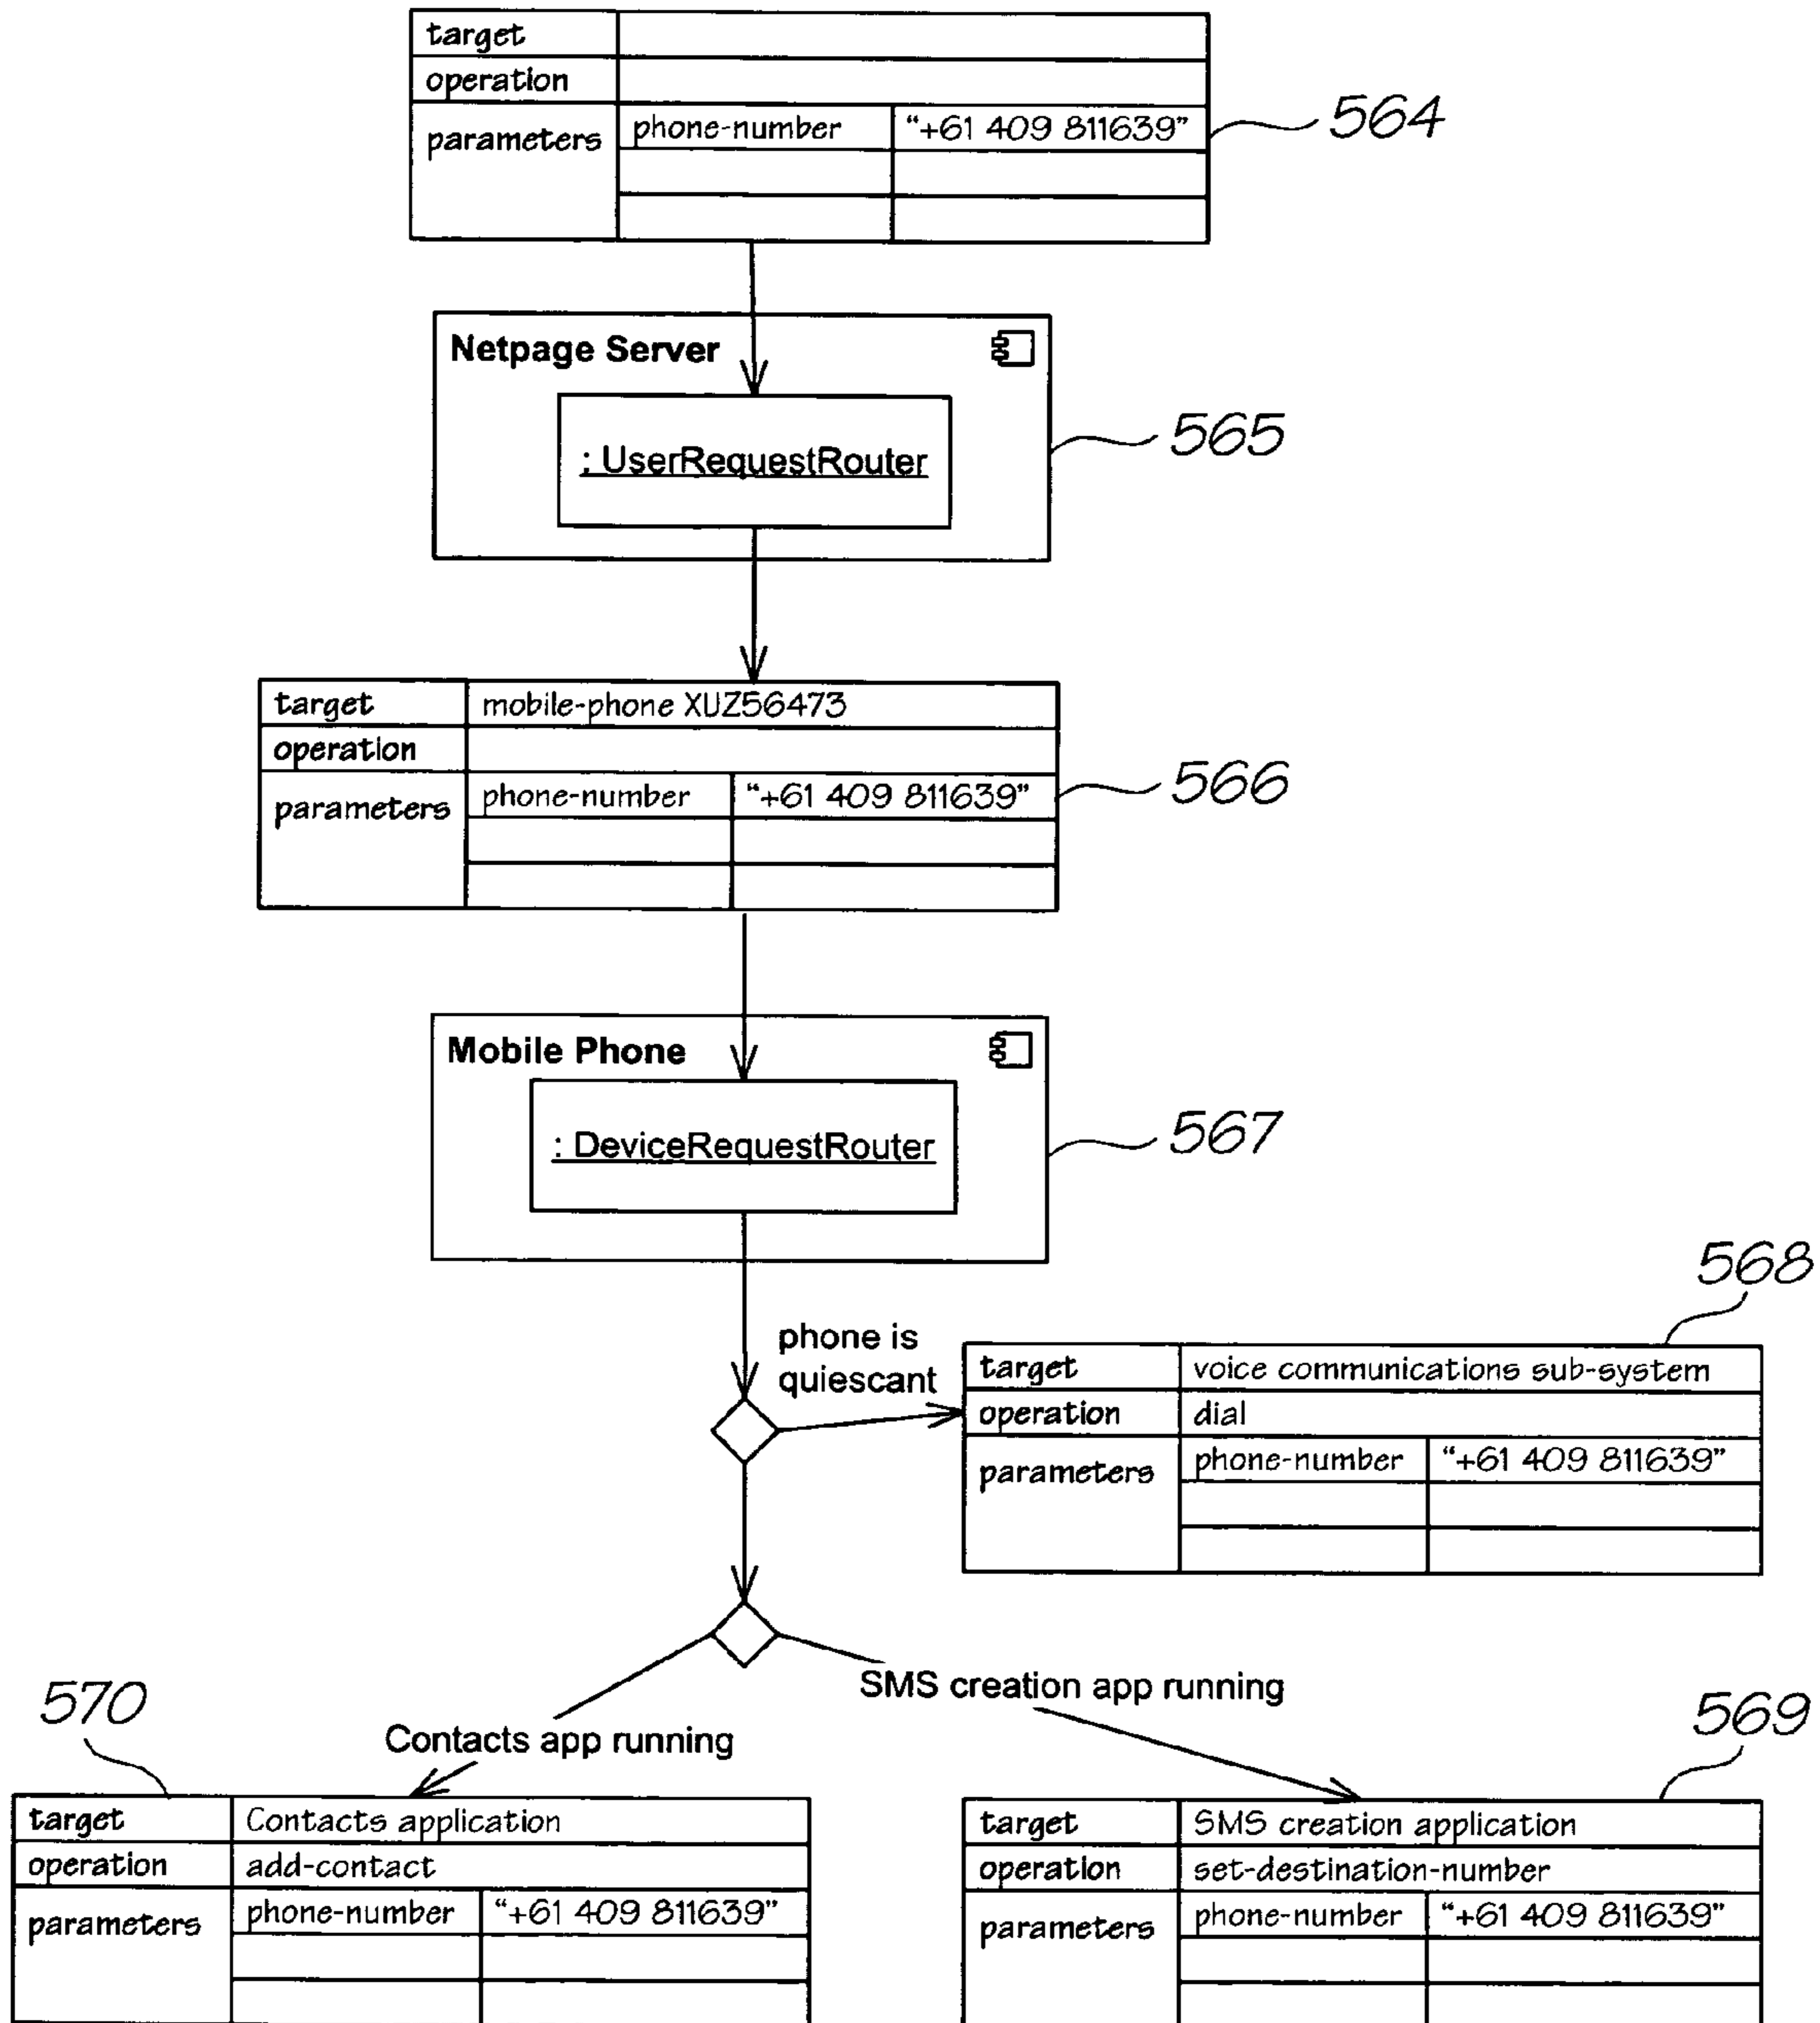 target
operation
parameters phone-number "+61 409 811639"
564
Netpage Server
: UserRequestRouter
565
target mobile-phone XUZ56473
operation
parameters phone-number "+61 409 811639"
566
Mobile Phone
: DeviceRequestRouter
567
phone is
quiescant
568
target voice communications sub-system
operation dial
parameters phone-number "+61 409 811639"
SMS creation app running
Contacts app running
570
target Contacts application
operation add-contact
parameters phone-number "+61 409 811639"
569
target SMS creation application
operation set-destination-number
parameters phone-number "+61 409 811639"